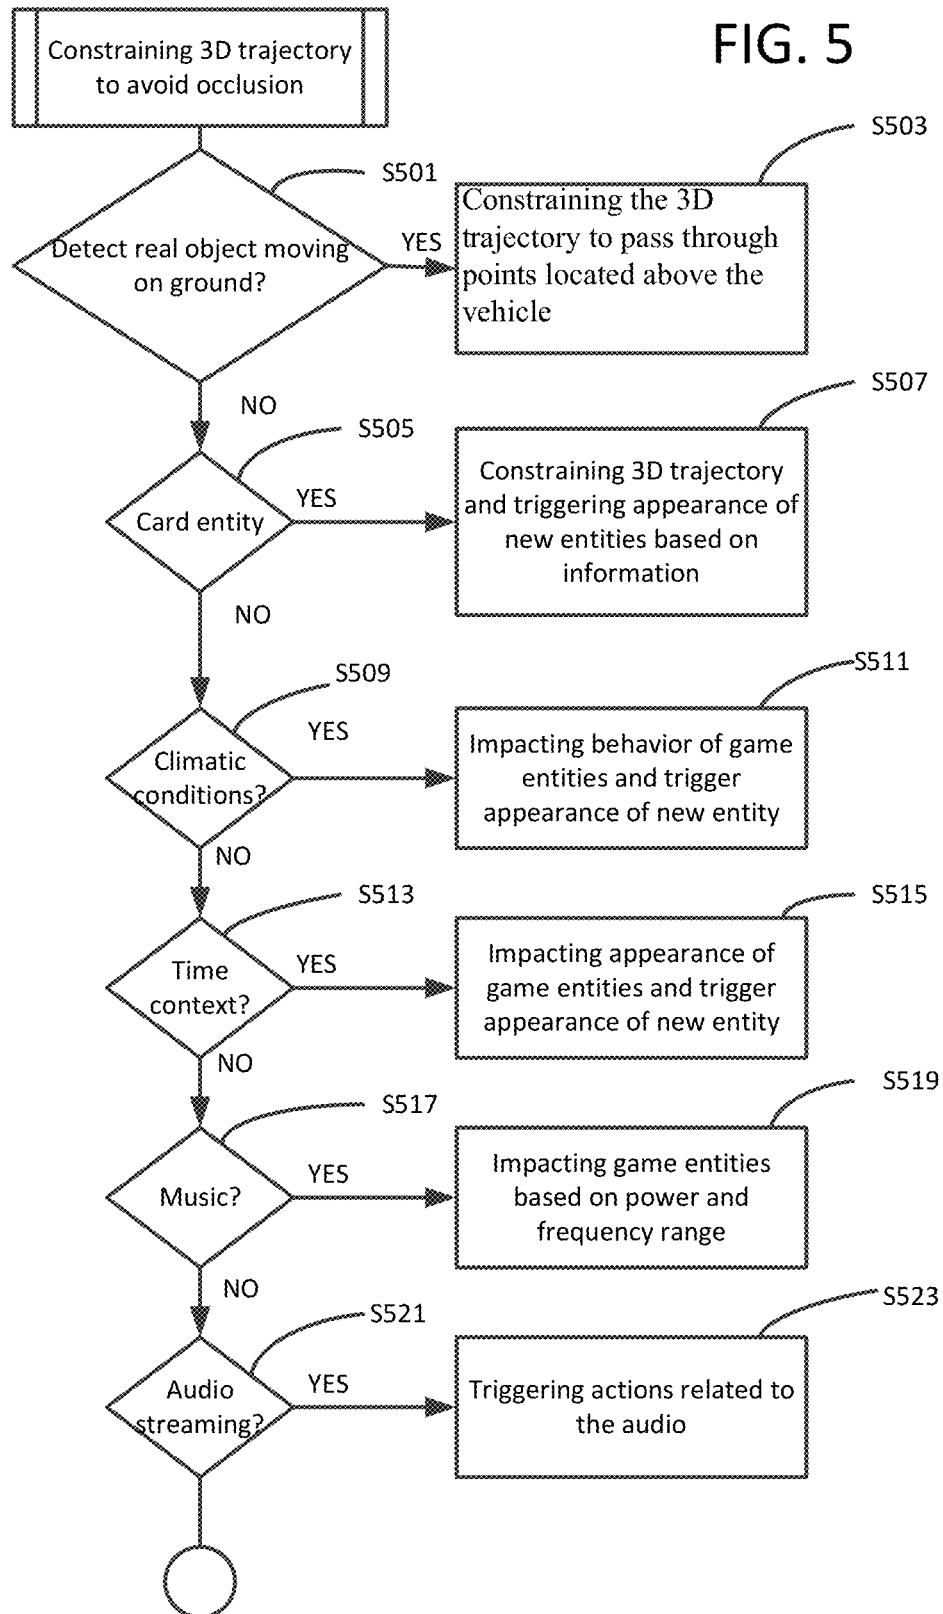 FIG. 5
Constraining 3D trajectory
to avoid occlusion
S501
Detect real object moving
on ground?
YES
S503
Constraining the 3D
trajectory to pass through
points located above the
vehicle
NO
S505
Card entity
YES
S507
Constraining 3D trajectory
and triggering appearance of
new entities based on
information
NO
S509
Climatic
conditions?
YES
S511
Impacting behavior of game
entities and trigger
appearance of new entity
NO
S513
Time
context?
YES
S515
Impacting appearance of
game entities and trigger
appearance of new entity
NO
S517
Music?
YES
S519
Impacting game entities
based on power and
frequency range
NO
S521
Audio
streaming?
YES
S523
Triggering actions related to
the audio